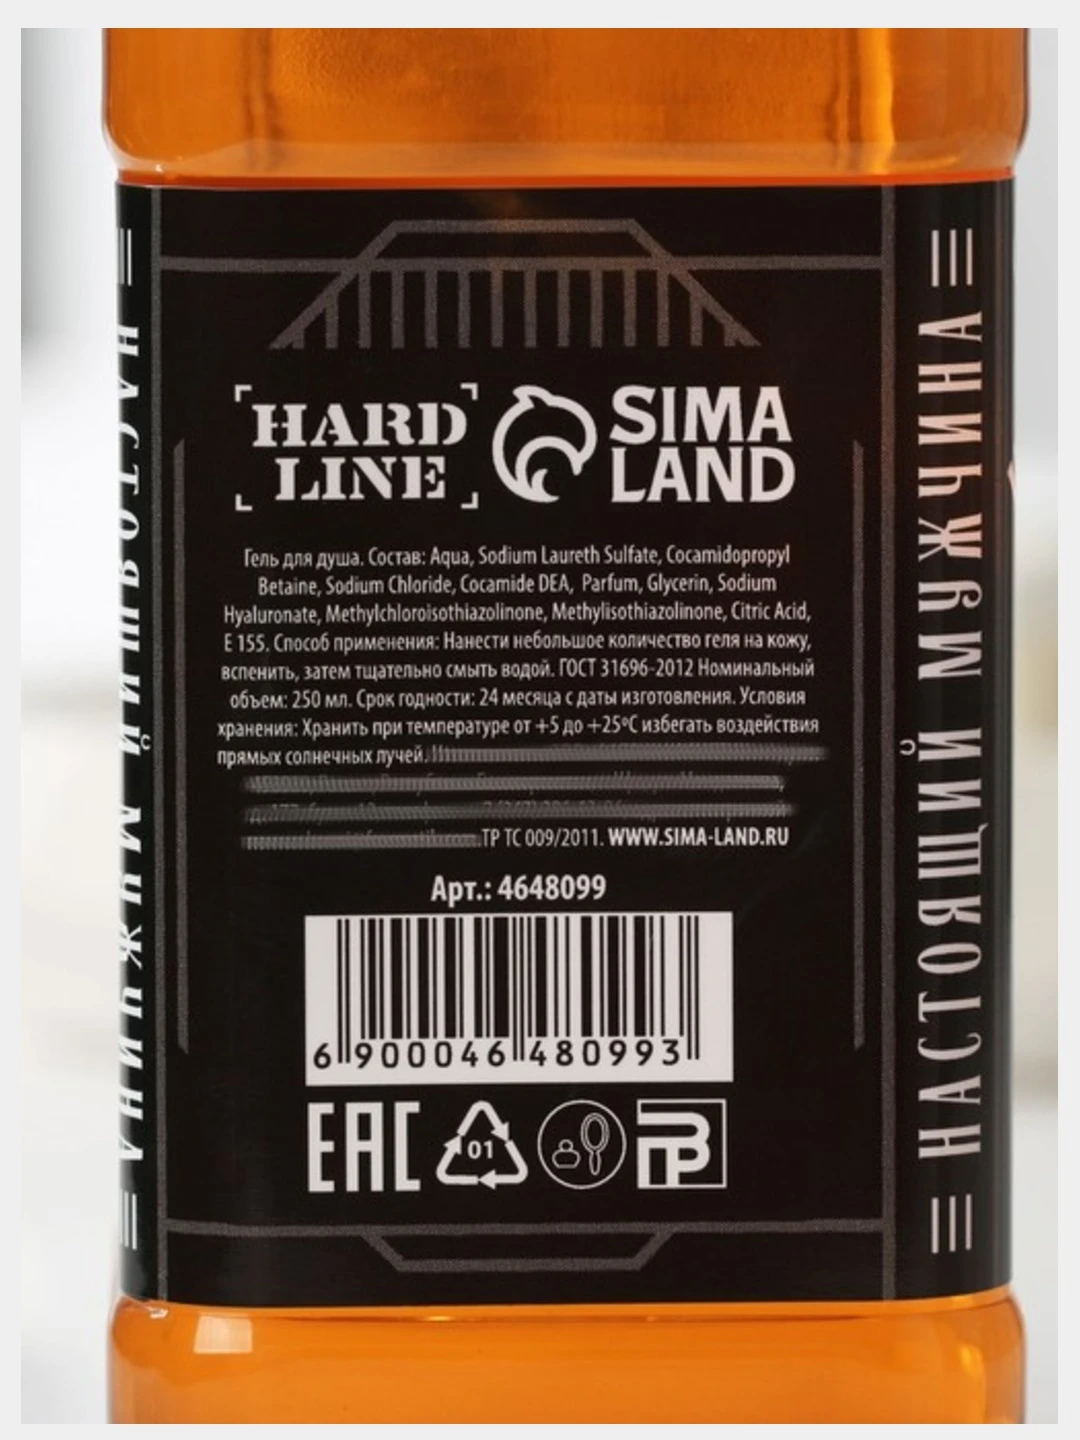 HARD
LINE
SIMA
LAND
Гель для душа. Состав: Aqua, Sodium Laureth Sulfate, Cocamidopropyl
Betaine, Sodium Chloride, Cocamide DEA, Parfum, Glycerin, Sodium
Hyaluronate, Methylchloroisothiazolinone, Methylisothiazolinone, Citric Acid,
E 155. Способ применения: Нанести небольшое количество геля на кожу,
вспенить, затем тщательно смыть водой. ГОСТ 31696-2012 Номинальный
объем: 250 мл. Срок годности: 24 месяца с даты изготовления. Условия
хранения: Хранить при температуре от +5 до +25ºС избегать воздействия
прямых солнечных лучей.
ТР ТС 009/2011. WWW.SIMA-LAND.RU
Арт.: 4648099
6 900046 480993
ЕАС
01
НАСТОЯЩИЙ МУЖЧИНА
НАСТОЯЩИЙ МУЖЧИНА